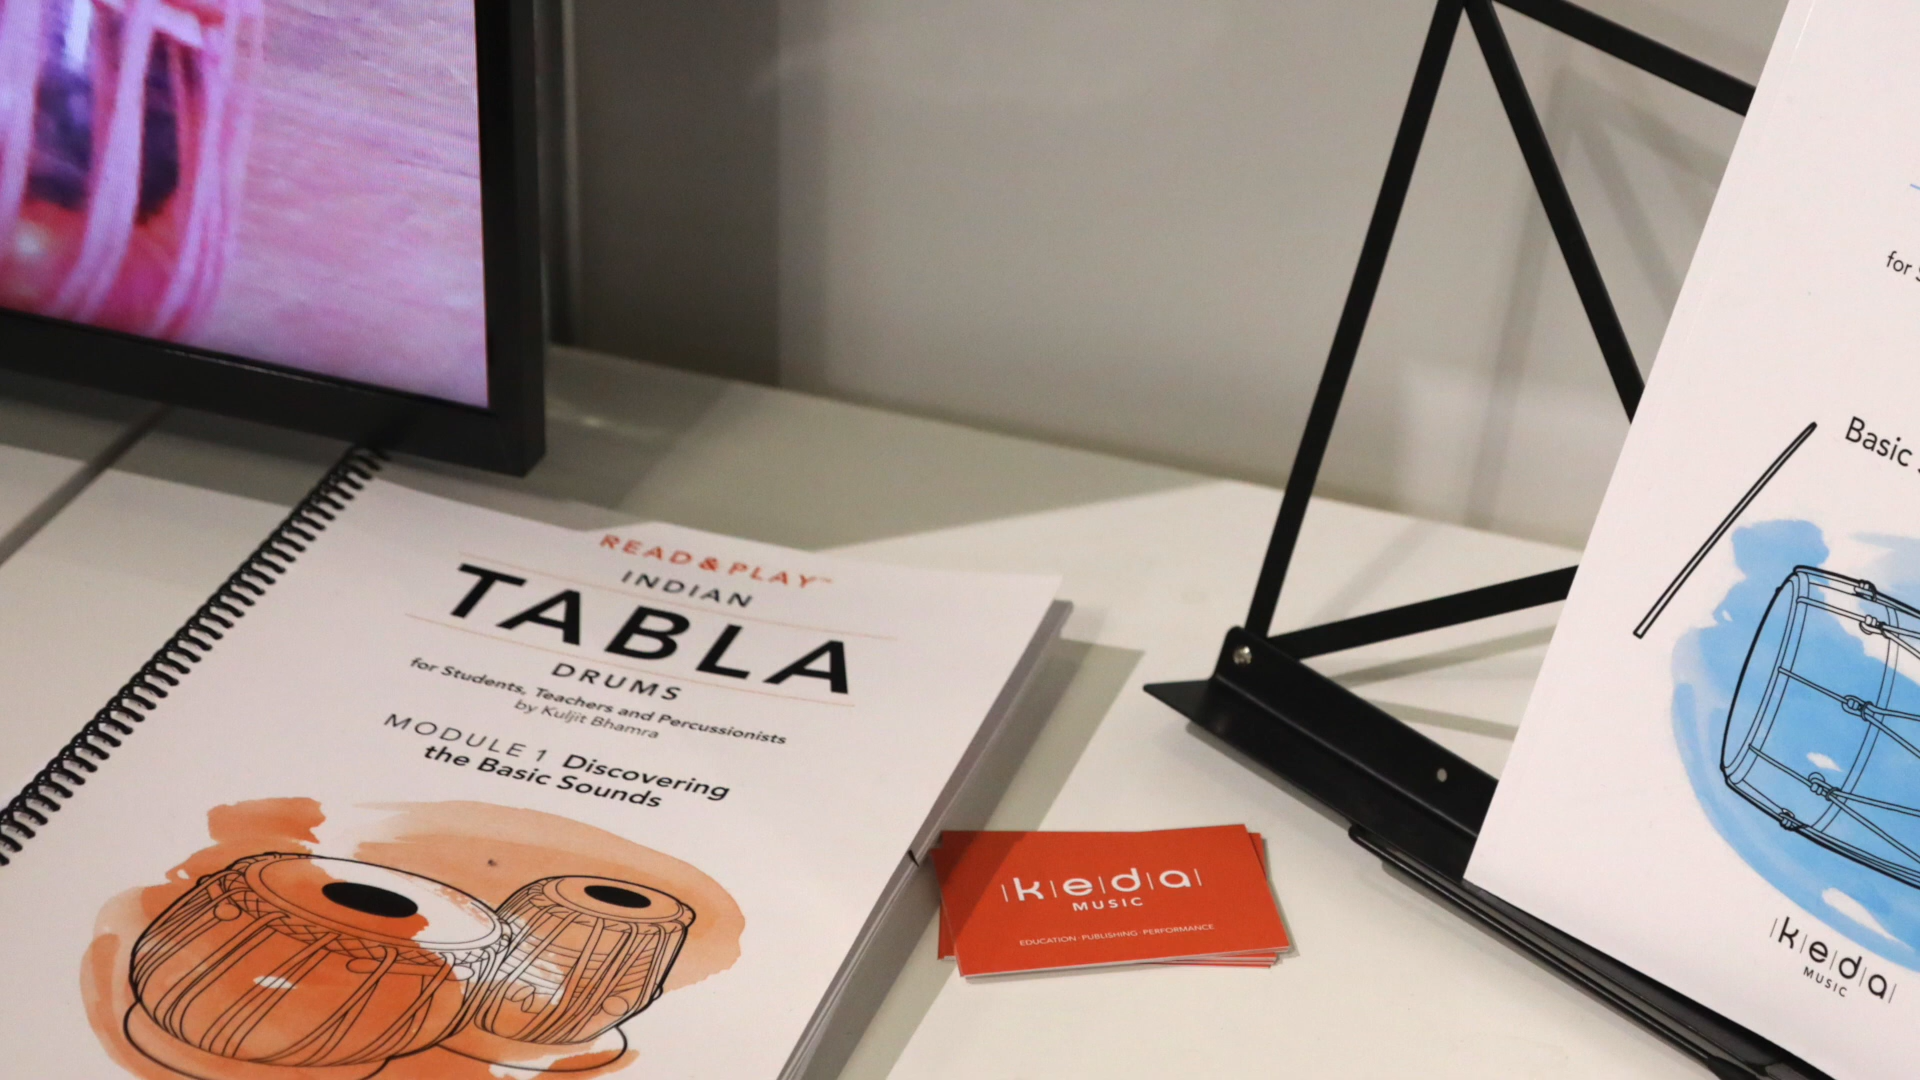 READ&PLAY™
INDIAN
TABLA
DRUMS
for Students, Teachers and Percussionists
by Kuljit Bhamra
MODULE 1 Discovering
the Basic Sounds
|k|e|d|a|
MUSIC
EDUCATION · PUBLISHING · PERFORMANCE
for
Basic
|k|e|d|a|
MUSIC